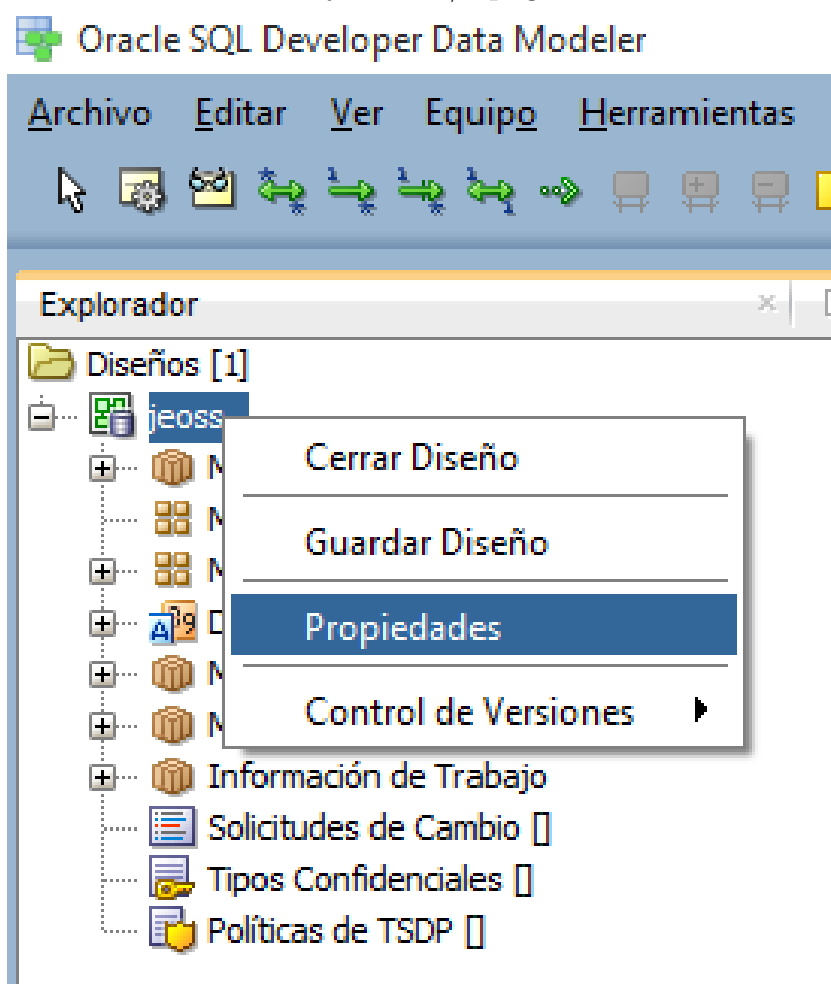 Oracle SQL Developer Data Modeler
Archivo Editar Ver Equipo Herramientas
Explorador
Diseños [1]
jeoss
Cerrar Diseño
Guardar Diseño
Propiedades
Control de Versiones
Información de Trabajo
Solicitudes de Cambio []
Tipos Confidenciales []
Políticas de TSDP []